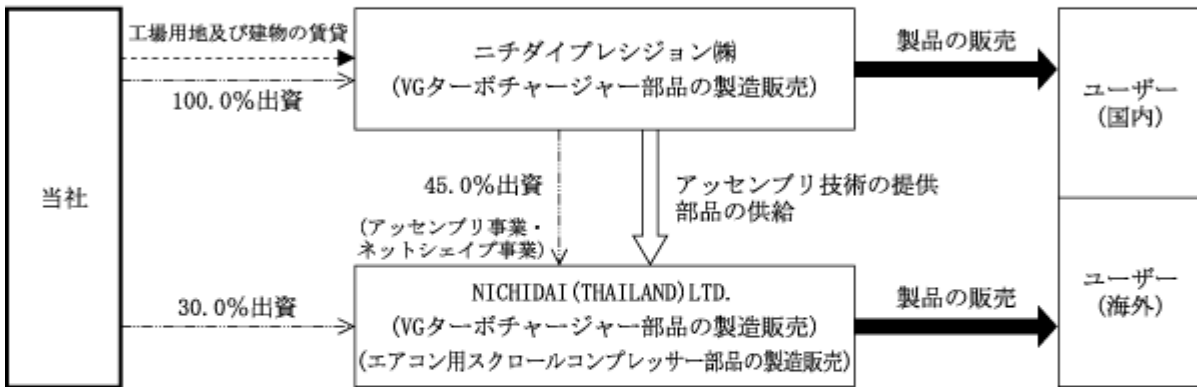 当社
工場用地及び建物の賃貸
100.0%出資
ニチダイプレシジョン㈱
(VGターボチャージャー部品の製造販売)
製品の販売
ユーザー
(国内)
45.0%出資
(アッセンブリ事業・
ネットシェイプ事業)
アッセンブリ技術の提供
部品の供給
30.0%出資
NICHIDAI(THAILAND)LTD.
(VGターボチャージャー部品の製造販売)
(エアコン用スクロールコンプレッサー部品の製造販売)
製品の販売
ユーザー
(海外)